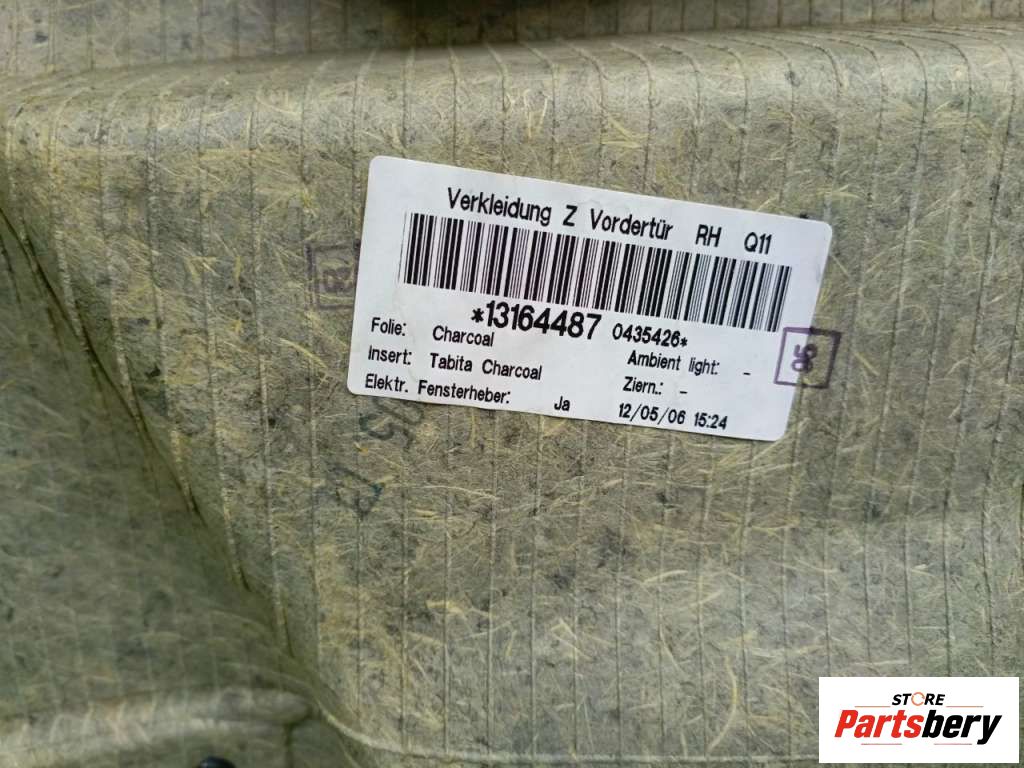 Verkleidung Z Vordertür RH Q11
*13164487 0435426*
Folie: Charcoal
Ambient light: -
Insert: Tabita Charcoal
Ziern.: -
Elektr. Fensterheber: Ja
12/05/06 15:24
STORE
Partsbery